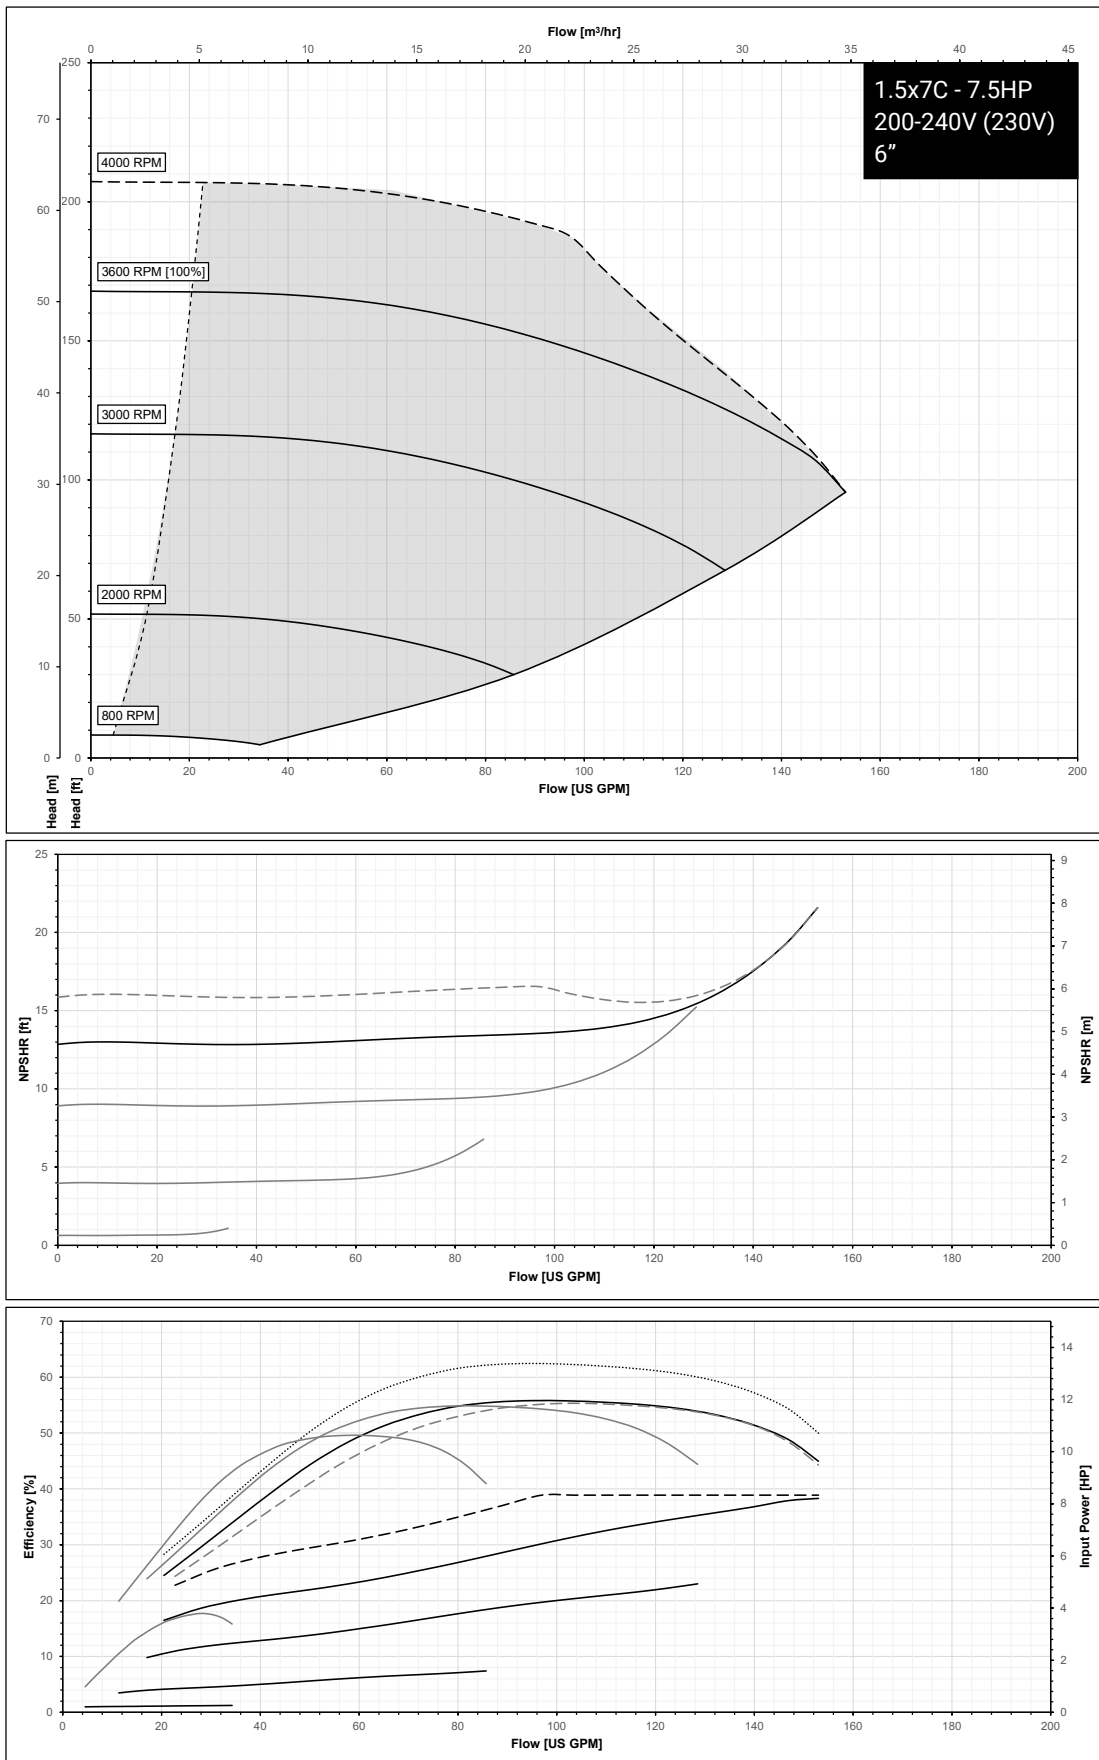 Flow [m³/hr]
0 5 10 15 20 25 30 35 40 45
1.5x7C - 7.5HP
200-240V (230V)
6”
250
70
4000 RPM
60
200
3600 RPM [100%]
50
150
40
3000 RPM
100
30
20
2000 RPM
50
10
800 RPM
0
0
0 20 40 60 80 100 120 140 160 180 200
Flow [US GPM]
Head [m]
Head [ft]
25
20
15
10
5
0
NPSHR [ft]
9
8
7
6
5
4
3
2
1
0
NPSHR [m]
0 20 40 60 80 100 120 140 160 180 200
Flow [US GPM]
70
60
50
40
30
20
10
0
Efficiency [%]
14
12
10
8
6
4
2
0
Input Power [HP]
0 20 40 60 80 100 120 140 160 180 200
Flow [US GPM]